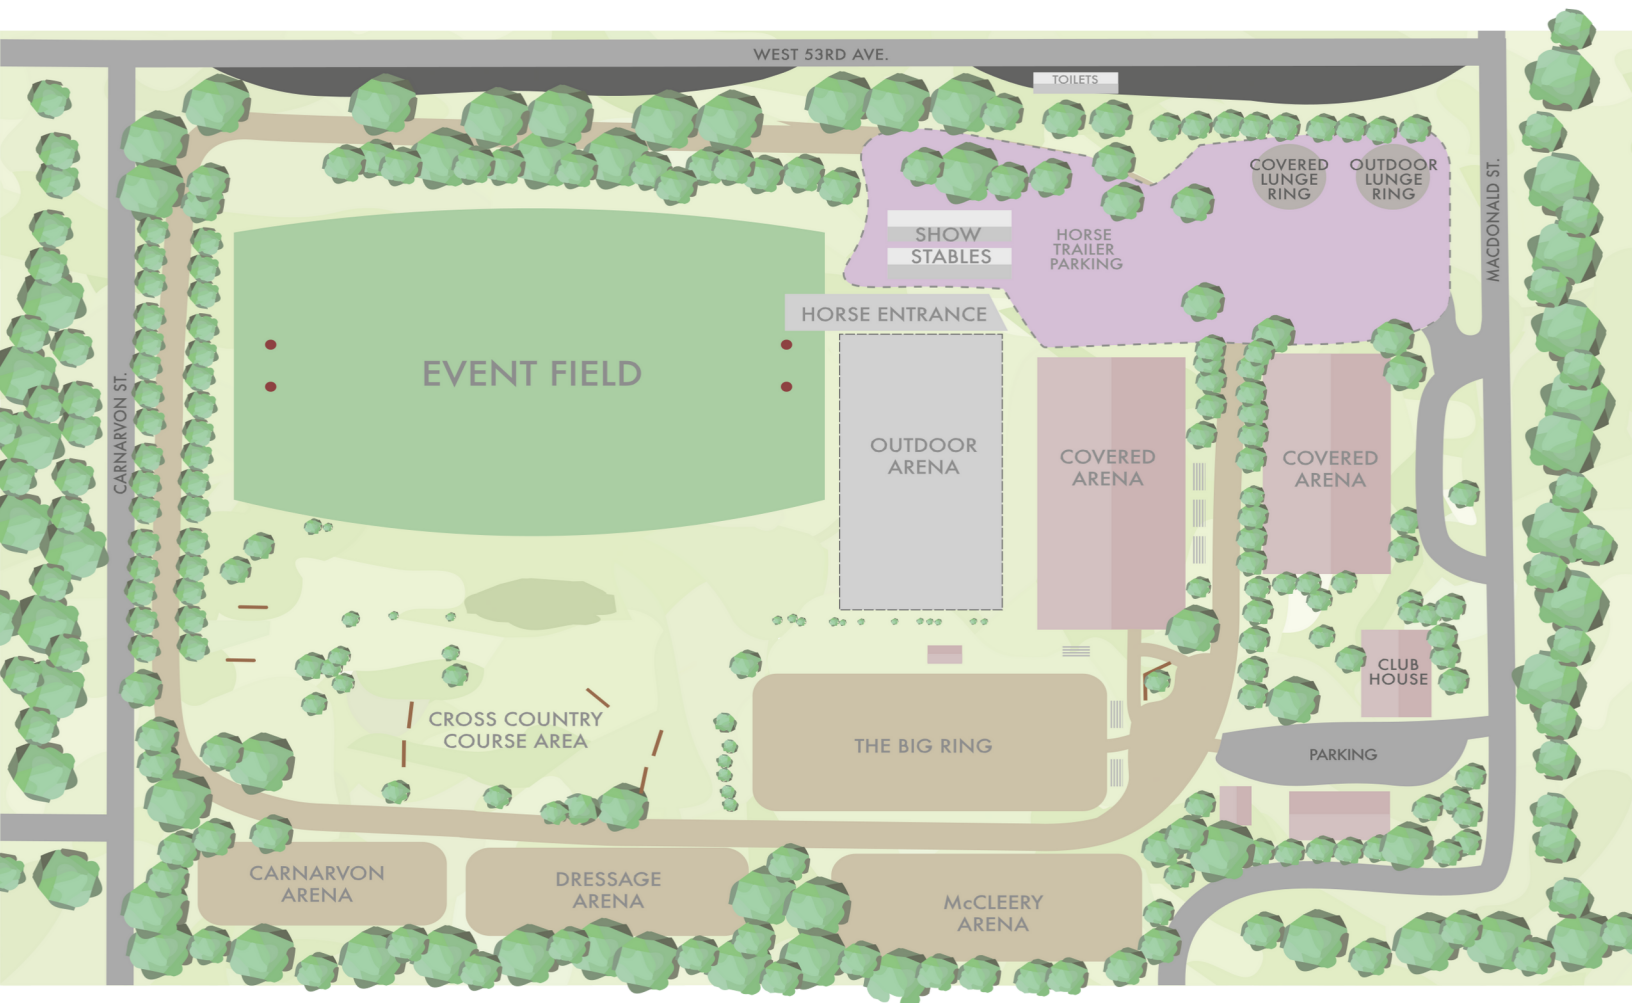 WEST 53RD AVE.
TOILETS
COVERED
LUNGE
RING
OUTDOOR
LUNGE
RING
MACDONALD ST.
SHOW
STABLES
HORSE
TRAILER
PARKING
HORSE ENTRANCE
EVENT FIELD
CARNARVON ST.
OUTDOOR
ARENA
COVERED
ARENA
COVERED
ARENA
CLUB
HOUSE
CROSS COUNTRY
COURSE AREA
THE BIG RING
PARKING
CARNARVON
ARENA
DRESSAGE
ARENA
McCLEERY
ARENA